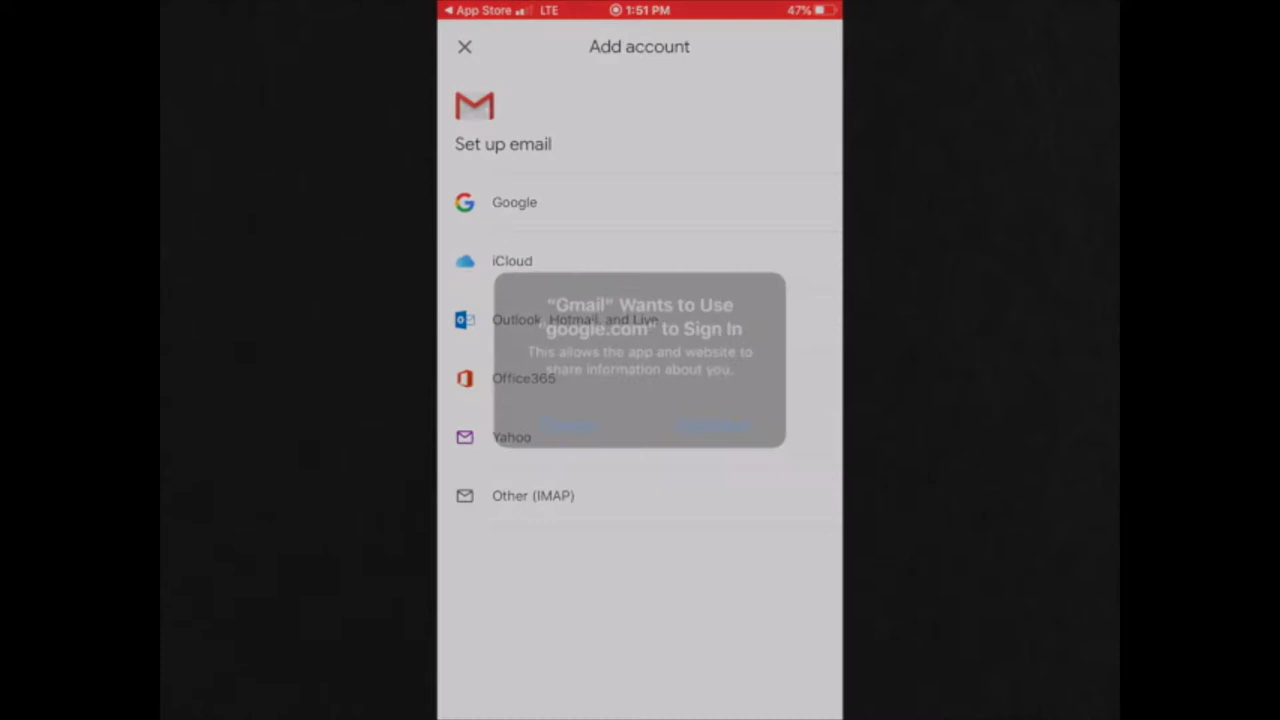 App Store LTE 1:51 PM 47%
Add account
Set up email
Google
iCloud
Outlook, Hotmail, and Live
Office365
Yahoo
Other (IMAP)
“Gmail” Wants to Use
“google.com” to Sign In
This allows the app and website to
share information about you.